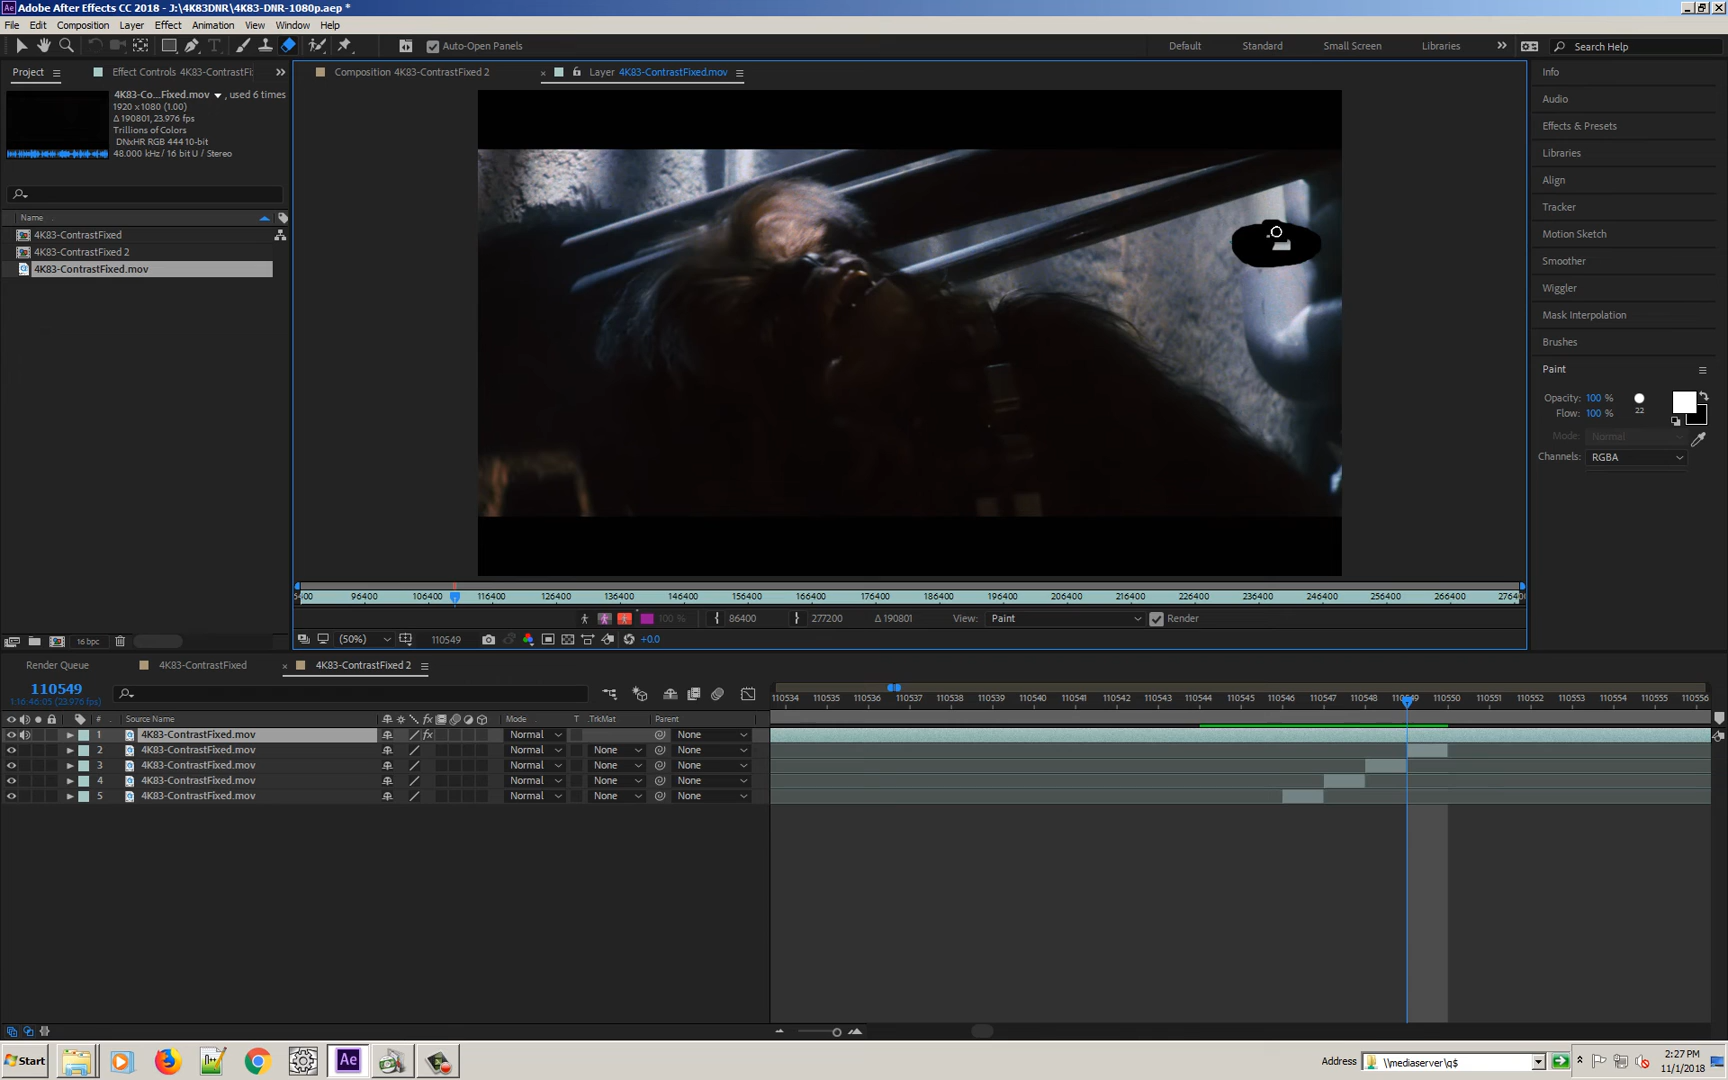 Adobe After Effects CC 2018 - J:\4K83DNR\4K83-DNR-1080p.aep *
File Edit Composition Layer Effect Animation View Window Help
Auto-Open Panels
Default Standard Small Screen Libraries Search Help
Project Effect Controls 4K83-ContrastFi:
Composition 4K83-ContrastFixed 2
Layer 4K83-ContrastFixed.mov
4K83-Co...Fixed.mov , used 6 times
1920 x 1080 (1.00)
Δ 190801, 23.976 fps
Trillions of Colors
DNxHR RGB 444 10-bit
48.000 kHz / 16 bit U / Stereo
Name
4K83-ContrastFixed
4K83-ContrastFixed 2
4K83-ContrastFixed.mov
Info
Audio
Effects & Presets
Libraries
Align
Tracker
Motion Sketch
Smoother
Wiggler
Mask Interpolation
Brushes
Paint
Opacity: 100 %
Flow: 100 %
22
Mode: Normal
Channels: RGBA
96400 106400 116400 126400 136400 146400 156400 166400 176400 186400 196400 206400 216400 226400 236400 246400 256400 266400
100 % 86400 277200 Δ 190801 View: Paint Render
16 bpc
(50%) 110549 +0.0
Render Queue 4K83-ContrastFixed 4K83-ContrastFixed 2
110549
1:16:46:05 (23.976 fps)
110534 110535 110536 110537 110538 110539 110540 110541 110542 110543 110544 110545 110546 110547 110548 110549 110550 110551 110552 110553 110554 110555 110556
# Source Name Mode T .TrkMat Parent
1 4K83-ContrastFixed.mov Normal None
2 4K83-ContrastFixed.mov Normal None None
3 4K83-ContrastFixed.mov Normal None None
4 4K83-ContrastFixed.mov Normal None None
5 4K83-ContrastFixed.mov Normal None None
Start
Ae
Address \\mediaserver\q$
2:27 PM
11/1/2018